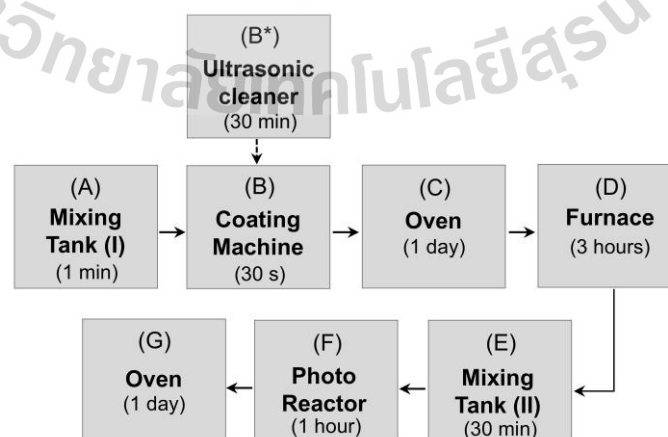 (B*)
Ultrasonic
cleaner
(30 min)
(A)
Mixing
Tank (I)
(1 min)
(B)
Coating
Machine
(30 s)
(C)
Oven
(1 day)
(D)
Furnace
(3 hours)
(G)
Oven
(1 day)
(F)
Photo
Reactor
(1 hour)
(E)
Mixing
Tank (II)
(30 min)